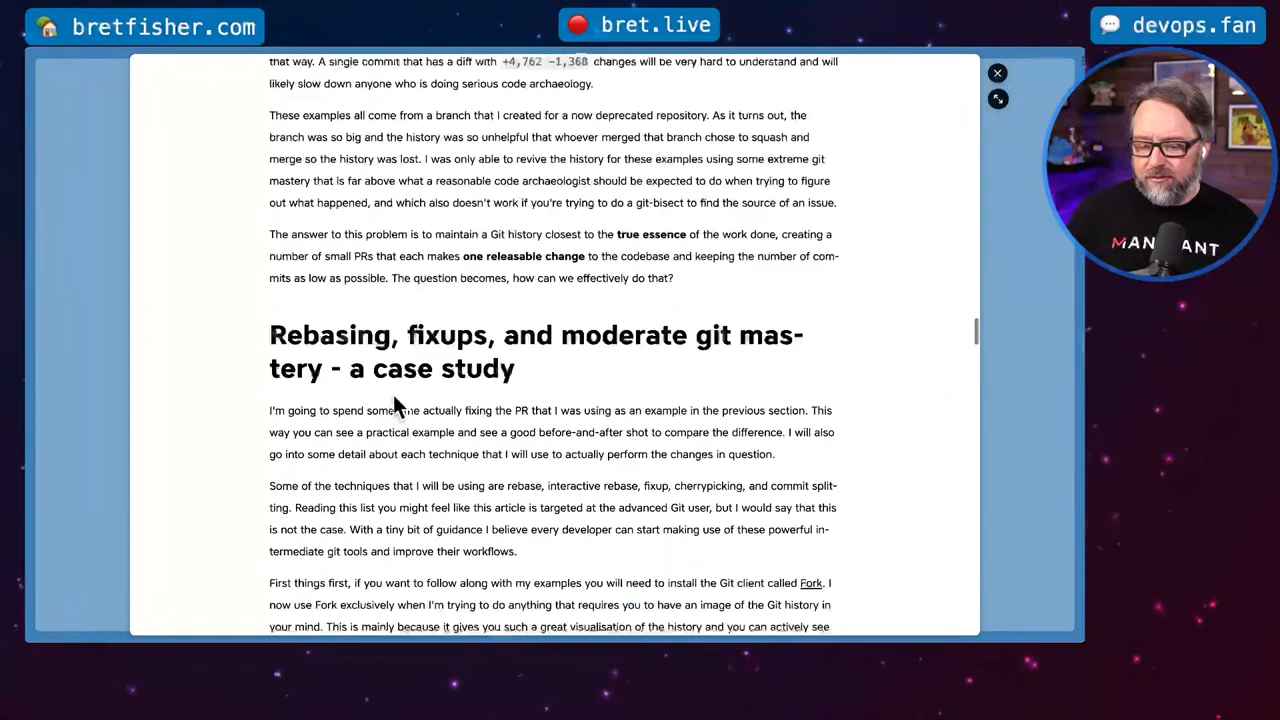 bretfisher.com
bret.live
devops.fan
that way. A single commit that has a diff with +4,762 −1,368 changes will be very hard to understand and will
likely slow down anyone who is doing serious code archaeology.
These examples all come from a branch that I created for a now deprecated repository. As it turns out, the
branch was so big and the history was so unhelpful that whoever merged that branch chose to squash and
merge so the history was lost. I was only able to revive the history for these examples using some extreme git
mastery that is far above what a reasonable code archaeologist should be expected to do when trying to figure
out what happened, and which also doesn't work if you're trying to do a git-bisect to find the source of an issue.
The answer to this problem is to maintain a Git history closest to the true essence of the work done, creating a
number of small PRs that each makes one releasable change to the codebase and keeping the number of com-
mits as low as possible. The question becomes, how can we effectively do that?
Rebasing, fixups, and moderate git mas-
tery - a case study
I'm going to spend some actually fixing the PR that I was using as an example in the previous section. This
way you can see a practical example and see a good before-and-after shot to compare the difference. I will also
go into some detail about each technique that I will use to actually perform the changes in question.
Some of the techniques that I will be using are rebase, interactive rebase, fixup, cherrypicking, and commit split-
ting. Reading this list you might feel like this article is targeted at the advanced Git user, but I would say that this
is not the case. With a tiny bit of guidance I believe every developer can start making use of these powerful in-
termediate git tools and improve their workflows.
First things first, if you want to follow along with my examples you will need to install the Git client called Fork. I
now use Fork exclusively when I'm trying to do anything that requires you to have an image of the Git history in
your mind. This is mainly because it gives you such a great visualisation of the history and you can actively see